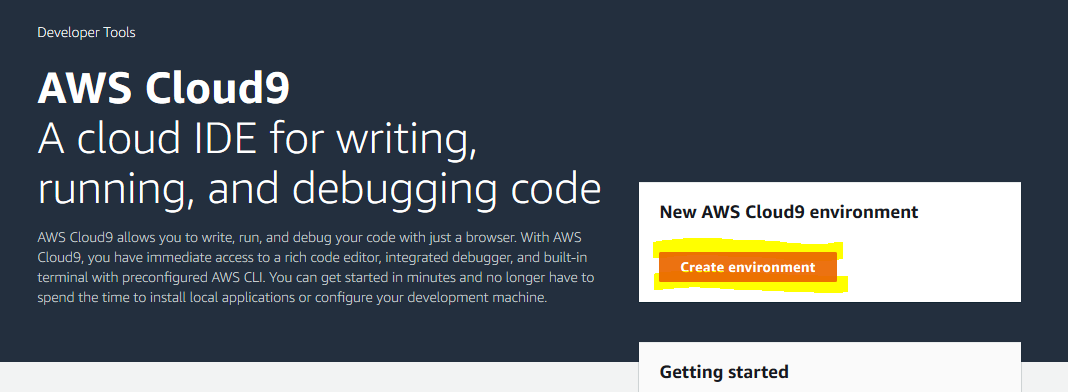 Developer Tools
AWS Cloud9
A cloud IDE for writing,
running, and debugging code
AWS Cloud9 allows you to write, run, and debug your code with just a browser. With AWS
Cloud9, you have immediate access to a rich code editor, integrated debugger, and built-in
terminal with preconfigured AWS CLI. You can get started in minutes and no longer have to
spend the time to install local applications or configure your development machine.
New AWS Cloud9 environment
Create environment
Getting started